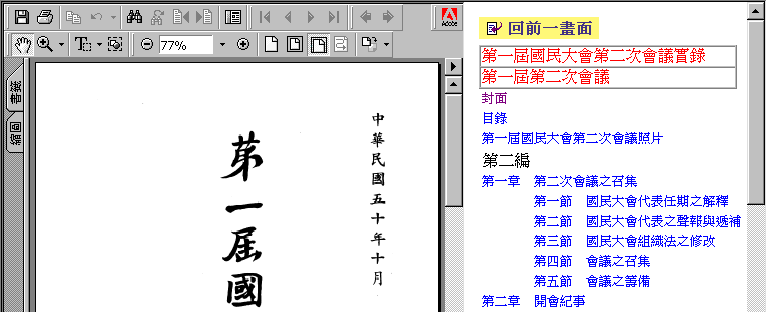 Adobe
77%
書籤
縮圖
中華民國五十年十月
第一屆國
回前一畫面
第一屆國民大會第二次會議實錄
第一屆第二次會議
封面
目錄
第一屆國民大會第二次會議照片
第二編
第一章 第二次會議之召集
第一節 國民大會代表任期之解釋
第二節 國民大會代表之聲報與遞補
第三節 國民大會組織法之修改
第四節 會議之召集
第五節 會議之籌備
第二章 開會紀事